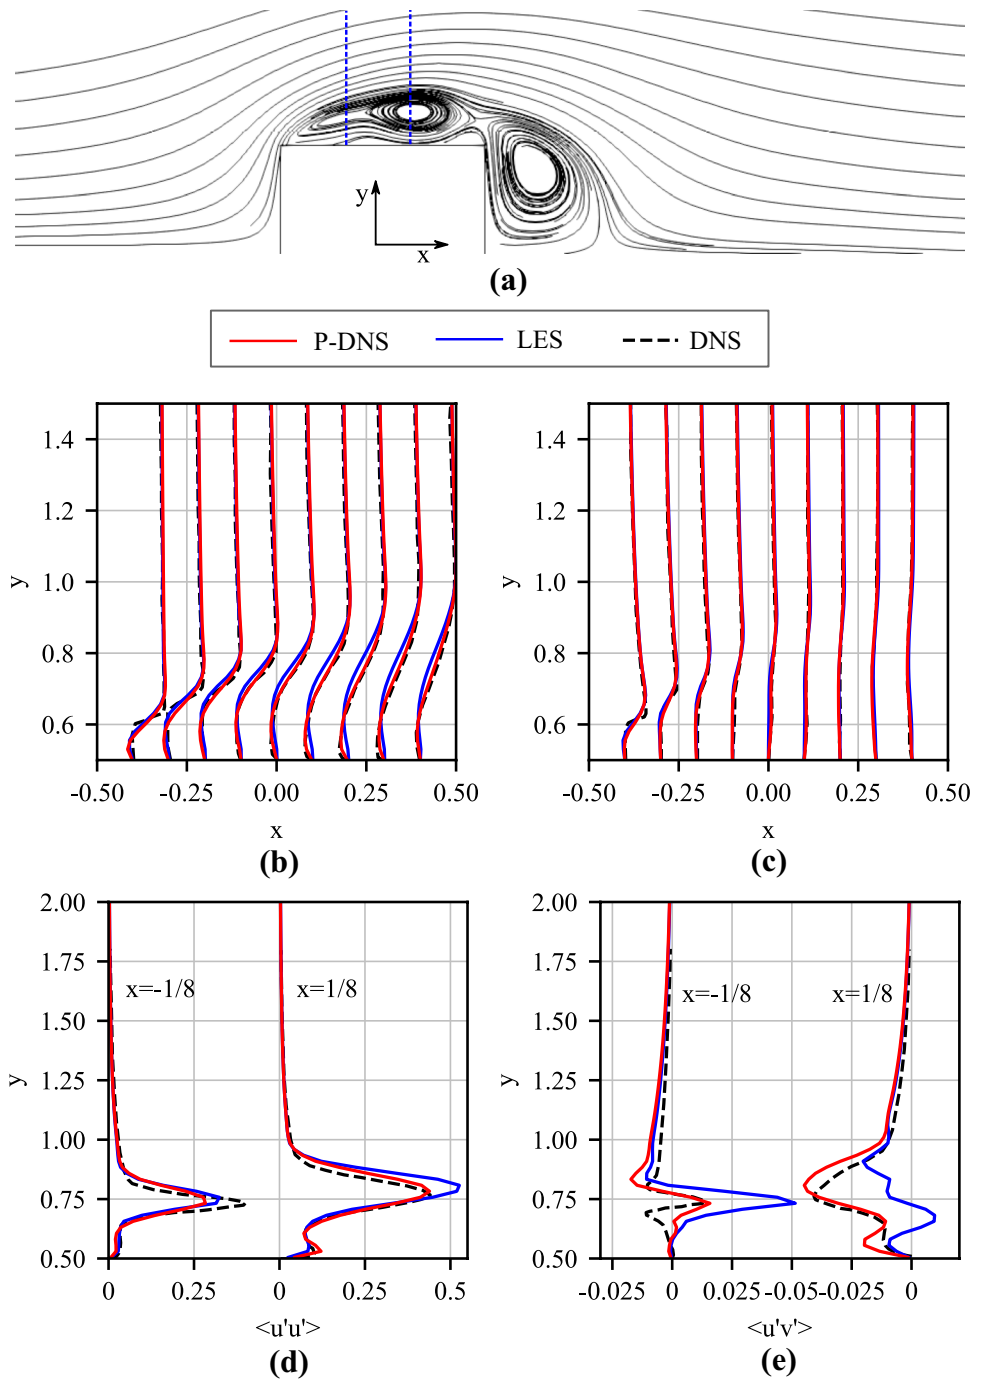 y
x
(a)
P-DNS LES DNS
1.4
1.2
y 1.0
0.8
0.6
-0.50 -0.25 0.00 0.25 0.50
x
(b)
1.4
1.2
y 1.0
0.8
0.6
-0.50 -0.25 0.00 0.25 0.50
x
(c)
2.00
1.75
x=-1/8 x=1/8
1.50
y 1.25
1.00
0.75
0.50
0 0.25 0 0.25 0.5
<u'u'>
(d)
2.00
1.75
x=-1/8 x=1/8
1.50
y 1.25
1.00
0.75
0.50
-0.025 0 0.025 -0.05 -0.025 0
<u'v'>
(e)